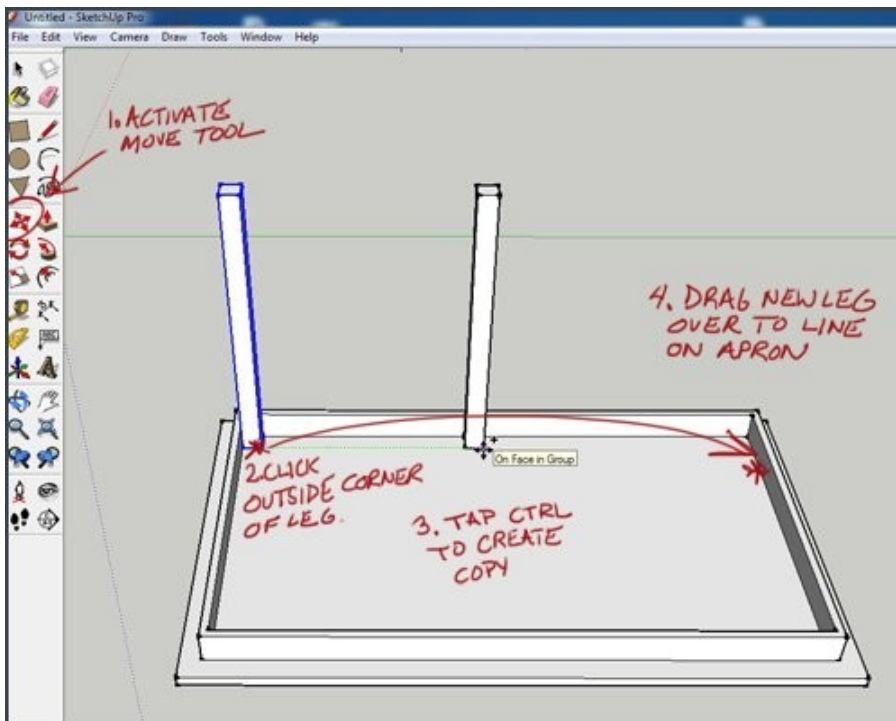 Untitled - SketchUp Pro
File Edit View Camera Draw Tools Window Help
1. ACTIVATE
MOVE TOOL
4. DRAG NEW LEG
OVER TO LINE
ON APRON
On Face in Group
2. CLICK
OUTSIDE CORNER
OF LEG.
3. TAP CTRL
TO CREATE
COPY